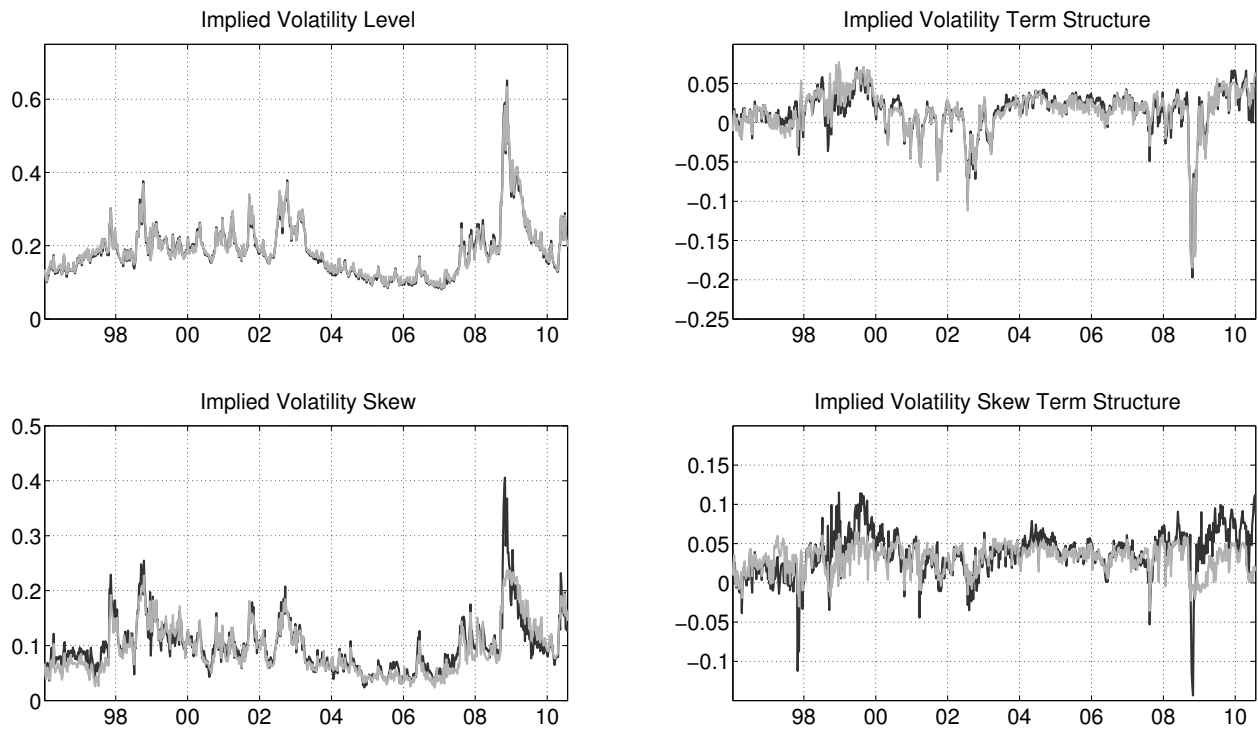 Implied Volatility Level
0.6
0.4
0.2
0
98 00 02 04 06 08 10
Implied Volatility Term Structure
0.05
0
−0.05
−0.1
−0.15
−0.2
−0.25
98 00 02 04 06 08 10
Implied Volatility Skew
0.5
0.4
0.3
0.2
0.1
0
98 00 02 04 06 08 10
Implied Volatility Skew Term Structure
0.15
0.1
0.05
0
−0.05
−0.1
98 00 02 04 06 08 10